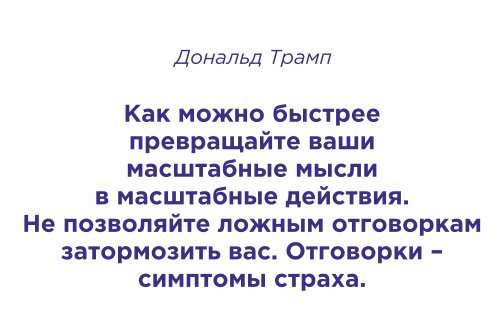 Дональд Трамп
Как можно быстрее
превращайте ваши
масштабные мысли
в масштабные действия.
Не позволяйте ложным отговоркам
затормозить вас. Отговорки –
симптомы страха.